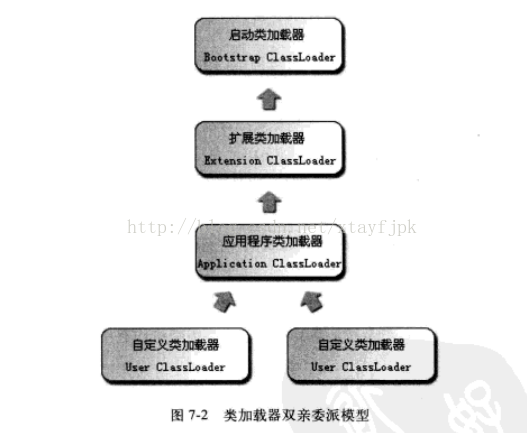 启动类加载器
Bootstrap ClassLoader
扩展类加载器
Extension ClassLoader
应用程序类加载器
Application ClassLoader
自定义类加载器
User ClassLoader
自定义类加载器
User ClassLoader
图 7-2 类加载器双亲委派模型